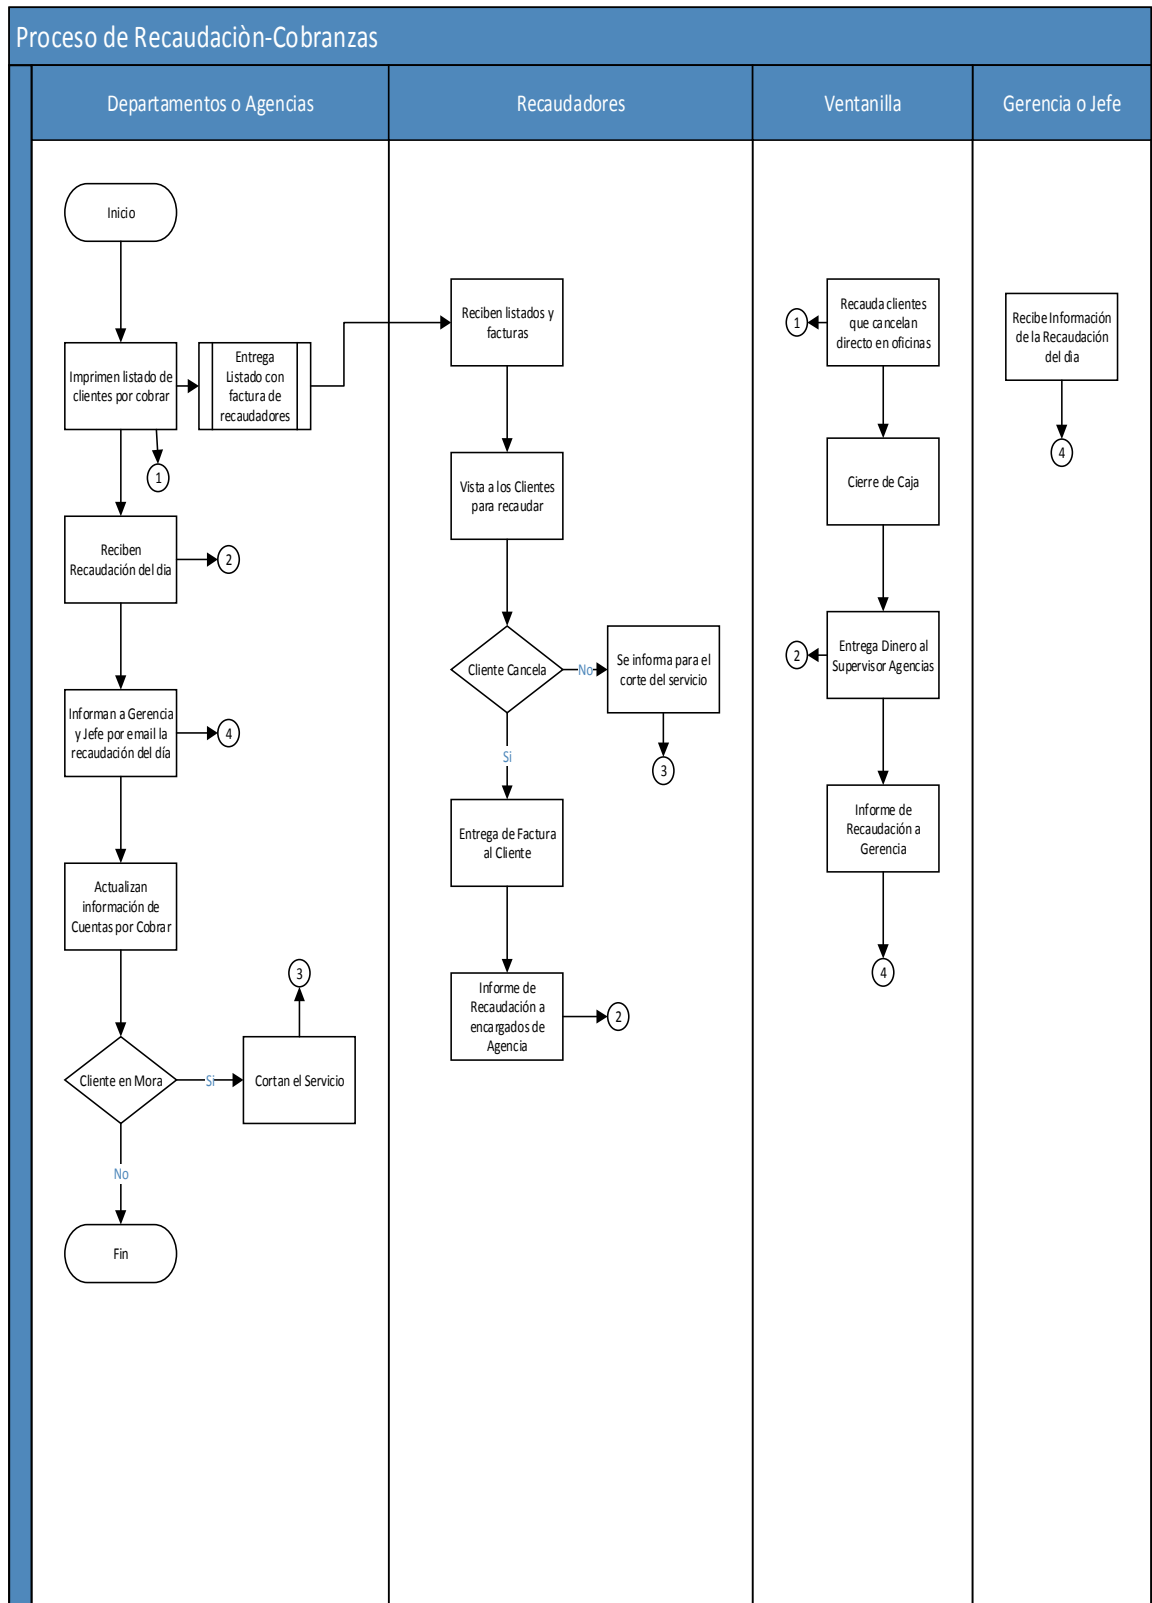 Proceso de Recaudaciòn-Cobranzas
Departamentos o Agencias
Recaudadores
Ventanilla
Gerencia o Jefe
Inicio
Imprimen listado de
clientes por cobrar
Entrega
Listado con
factura de
recaudadores
1
Reciben
Recaudación del dia
2
Informan a Gerencia
y Jefe por email la
recaudación del día
4
Actualizan
información de
Cuentas por Cobrar
3
Cliente en Mora
Si
Cortan el Servicio
No
Fin
Reciben listados y
facturas
Vista a los Clientes
para recaudar
Cliente Cancela
No
Se informa para el
corte del servicio
3
Si
Entrega de Factura
al Cliente
Informe de
Recaudación a
encargados de
Agencia
2
Recauda clientes
que cancelan
directo en oficinas
1
Cierre de Caja
Entrega Dinero al
Supervisor Agencias
2
Informe de
Recaudación a
Gerencia
4
Recibe Información
de la Recaudación
del dia
4